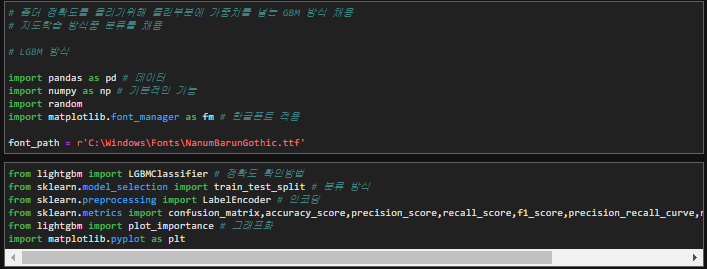 # 좀더 정확도를 올리기위해 틀린부분에 가중치를 넣는 GBM 방식 채용
# 지도학습 방식중 분류를 채용
# LGBM 방식
import pandas as pd # 데이터
import numpy as np # 기본적인 기능
import random
import matplotlib.font_manager as fm # 한글폰트 적용
font_path = r'C:\Windows\Fonts\NanumBarunGothic.ttf'
from lightgbm import LGBMClassifier # 정확도 확인방법
from sklearn.model_selection import train_test_split # 분류 방식
from sklearn.preprocessing import LabelEncoder # 인코딩
from sklearn.metrics import confusion_matrix,accuracy_score,precision_score,recall_score,f1_score,precision_recall_curve,r
from lightgbm import plot_importance # 그래프화
import matplotlib.pyplot as plt